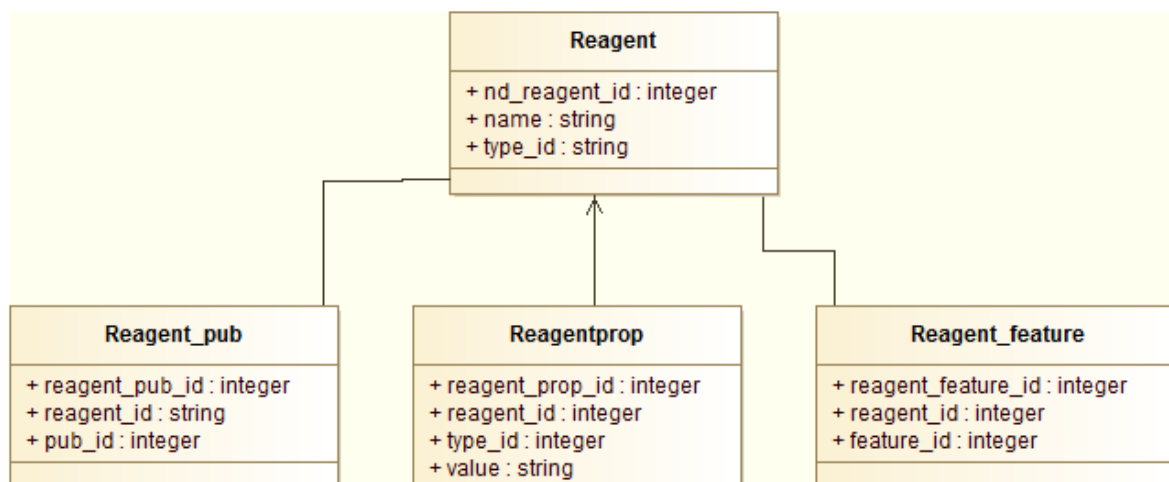 Reagent
+ nd_reagent_id : integer
+ name : string
+ type_id : string
Reagent_pub
+ reagent_pub_id : integer
+ reagent_id : string
+ pub_id : integer
Reagentprop
+ reagent_prop_id : integer
+ reagent_id : integer
+ type_id : integer
+ value : string
Reagent_feature
+ reagent_feature_id : integer
+ reagent_id : integer
+ feature_id : integer